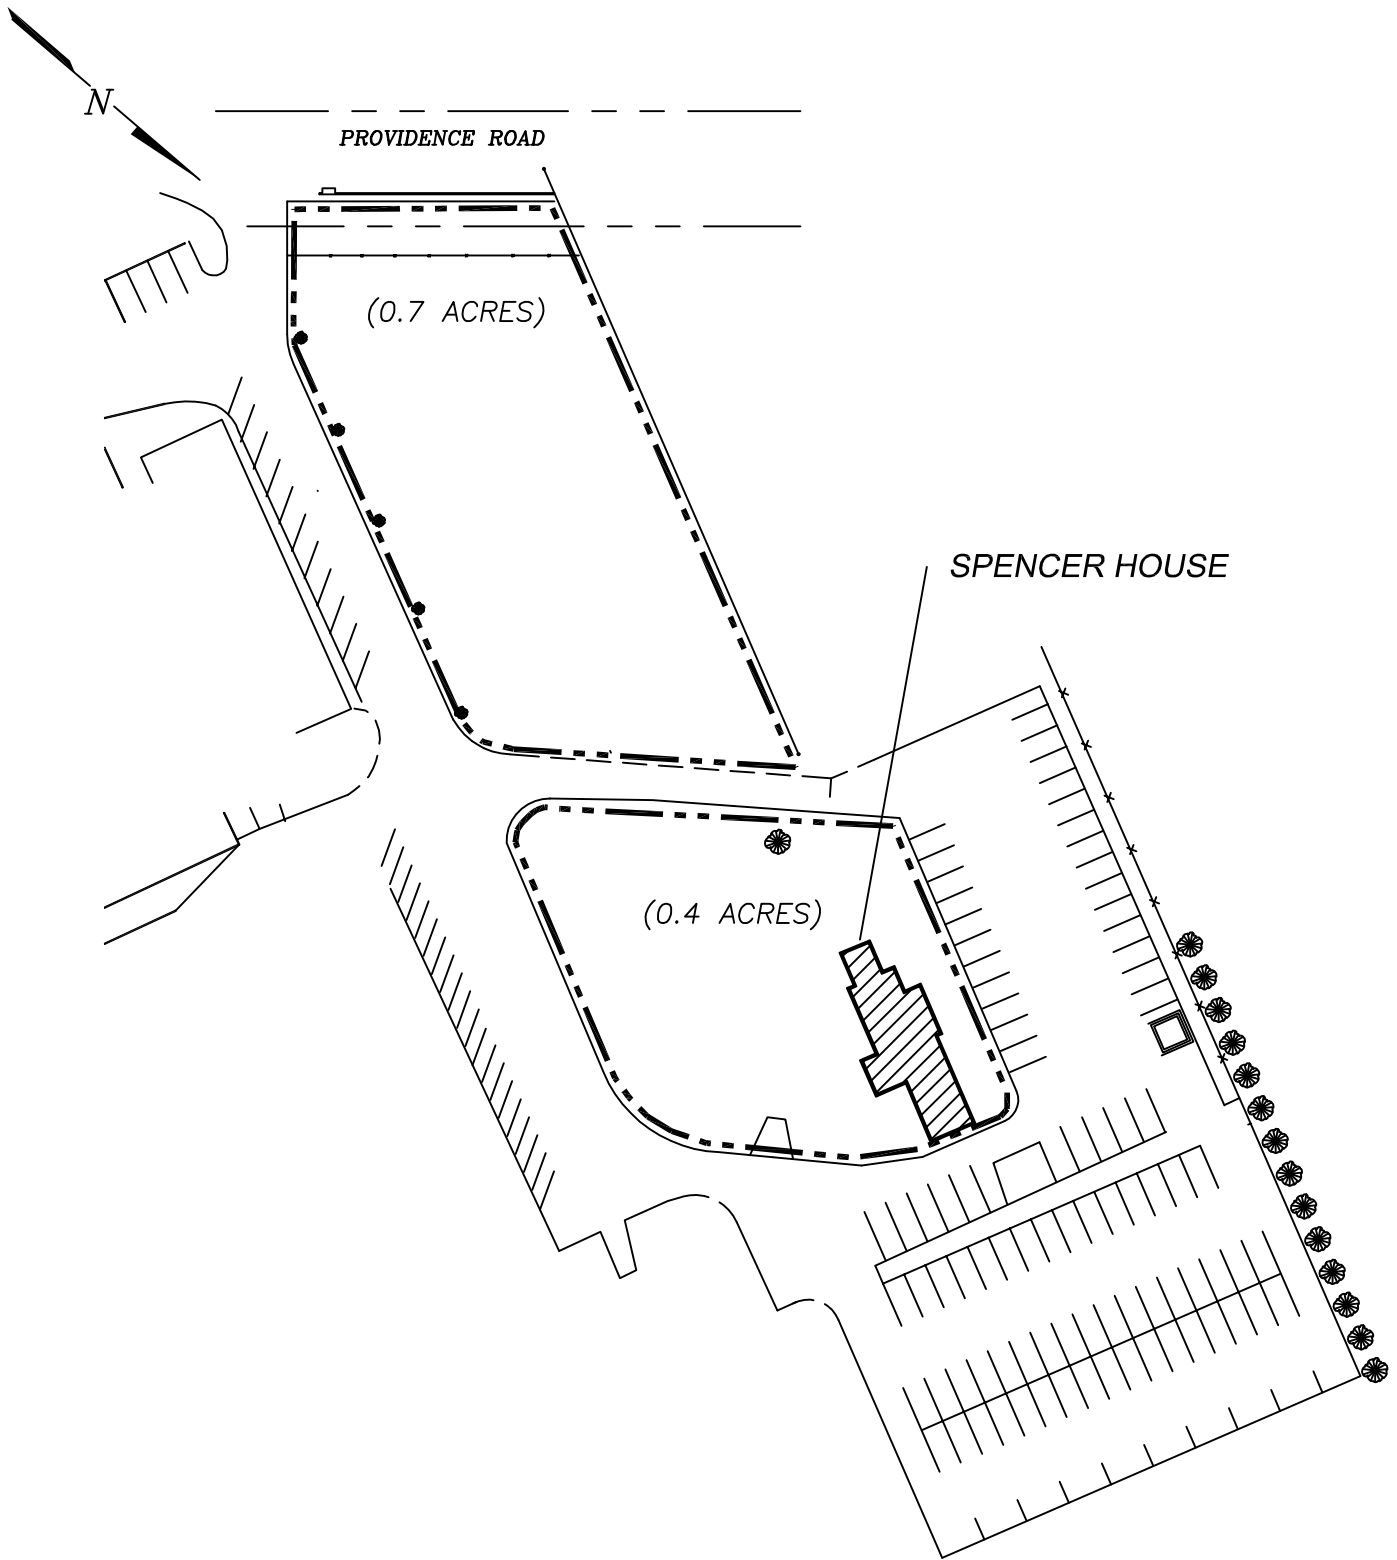 N
PROVIDENCE ROAD
(0.7 ACRES)
SPENCER HOUSE
(0.4 ACRES)